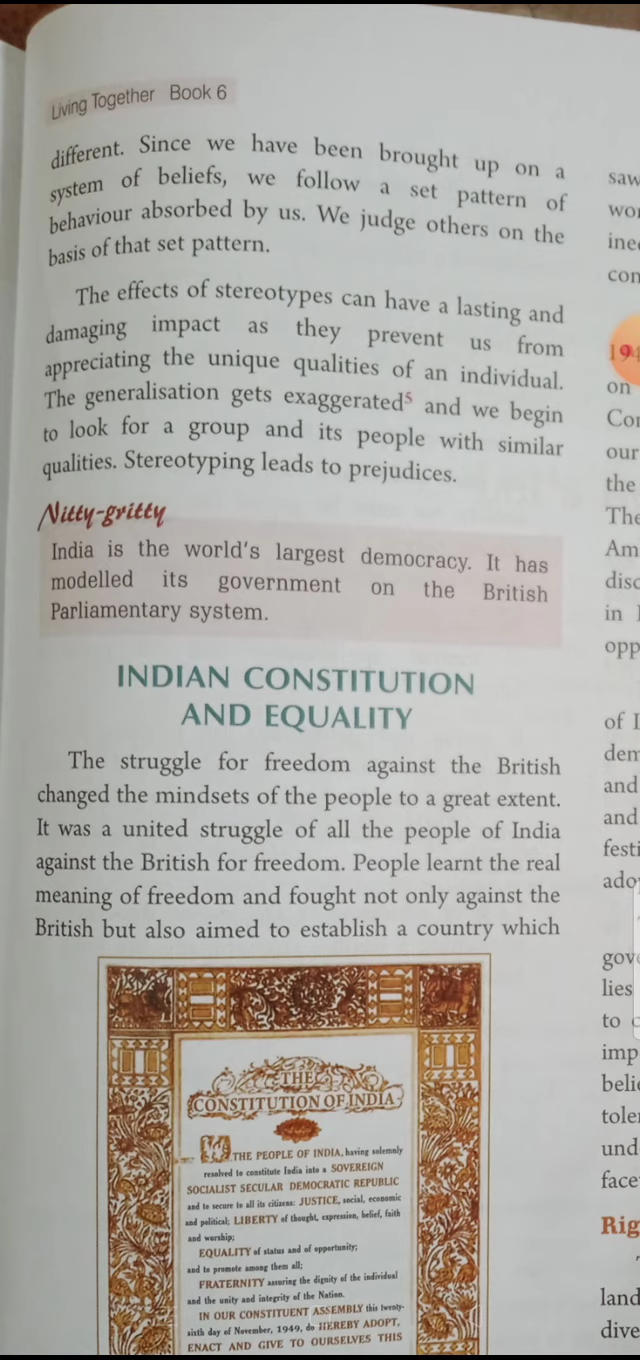 Living Together Book 6
different. Since we have been brought up on a
system of beliefs, we follow a set pattern of
behaviour absorbed by us. We judge others on the
basis of that set pattern.
The effects of stereotypes can have a lasting and
damaging impact as they prevent us from
appreciating the unique qualities of an individual.
The generalisation gets exaggerated⁵ and we begin
to look for a group and its people with similar
qualities. Stereotyping leads to prejudices.
Nitty-gritty
India is the world's largest democracy. It has
modelled its government on the British
Parliamentary system.
INDIAN CONSTITUTION
AND EQUALITY
The struggle for freedom against the British
changed the mindsets of the people to a great extent.
It was a united struggle of all the people of India
against the British for freedom. People learnt the real
meaning of freedom and fought not only against the
British but also aimed to establish a country which
THE
CONSTITUTION OF INDIA
WE, THE PEOPLE OF INDIA, having solemnly
resolved to constitute India into a SOVEREIGN
SOCIALIST SECULAR DEMOCRATIC REPUBLIC
and to secure to all its citizens: JUSTICE, social, economic
and political; LIBERTY of thought, expression, belief, faith
and worship;
EQUALITY of status and of opportunity;
and to promote among them all;
FRATERNITY assuring the dignity of the individual
and the unity and integrity of the Nation.
IN OUR CONSTITUENT ASSEMBLY this twenty-
sixth day of November, 1949, do HEREBY ADOPT,
ENACT AND GIVE TO OURSELVES THIS
saw
on
our
the
in
of
and
and
lies
to
und
land